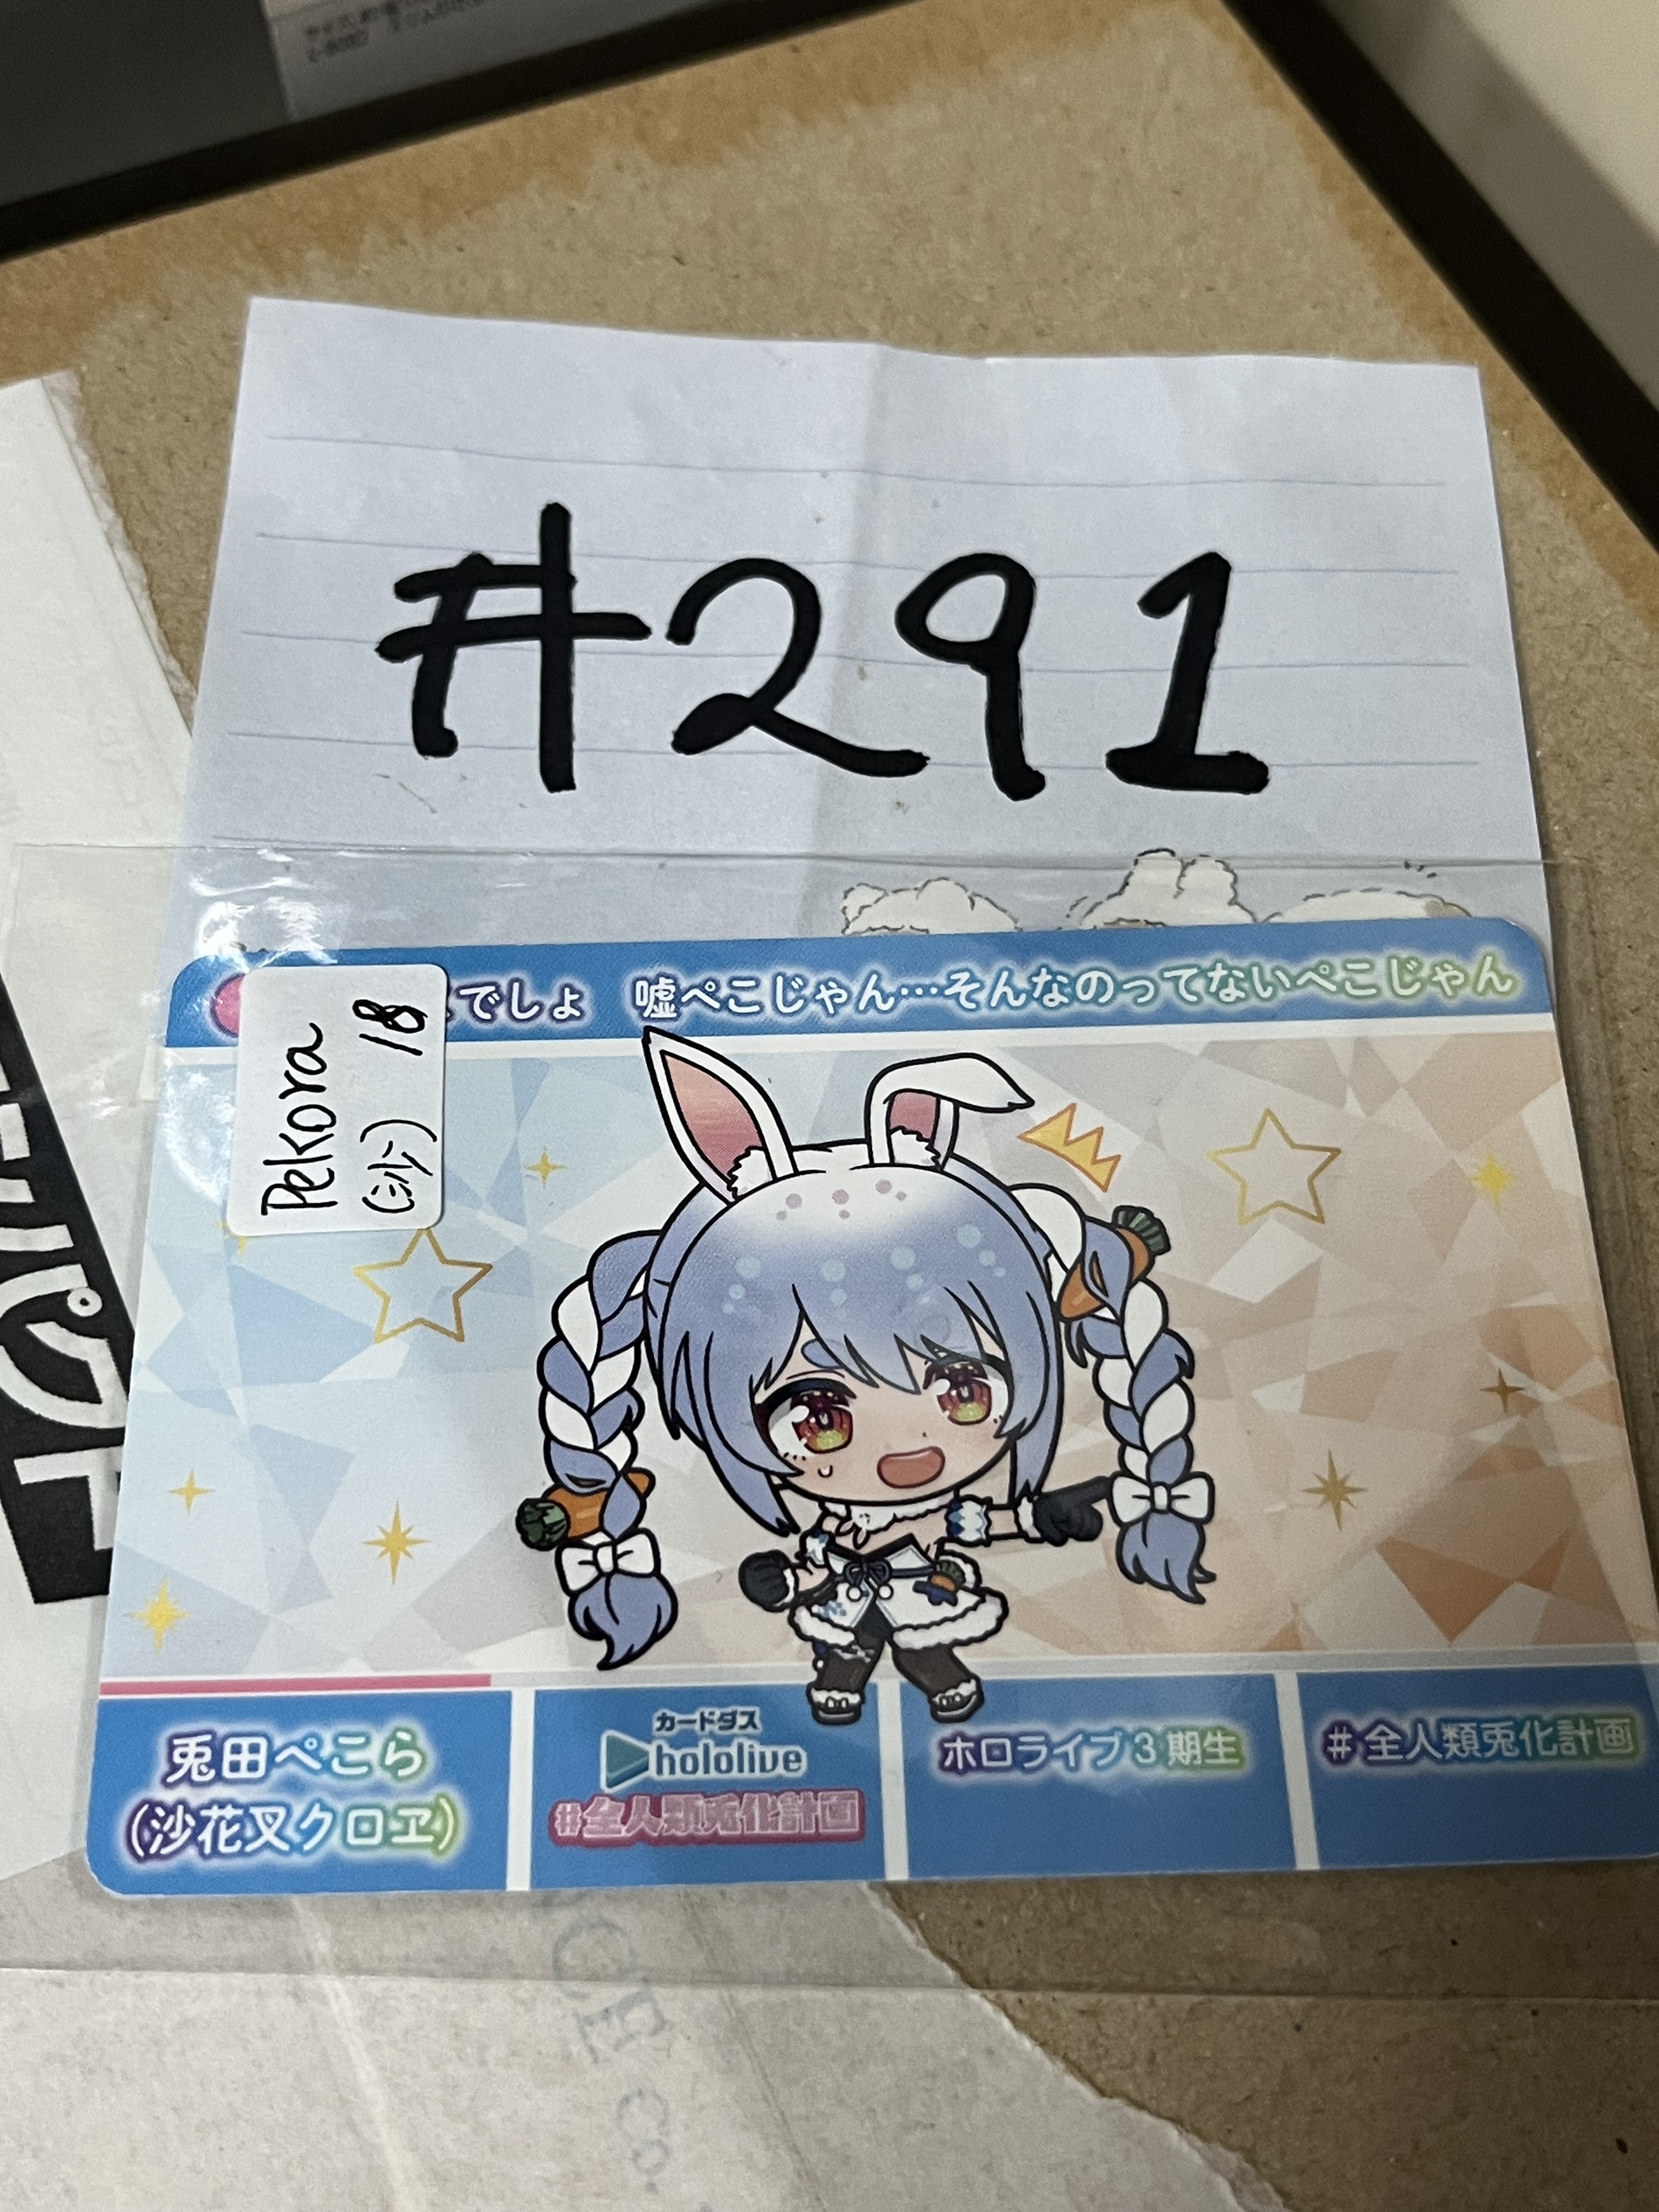 #291
でしょ 嘘ぺこじゃん…そんなのってないぺこじゃん
Pekora
(沙) 18
兎田ぺこら
(沙花叉クロヱ)
カードダス
hololive
#全人類兎化計画
ホロライブ3期生
#全人類兎化計画
CE Co.